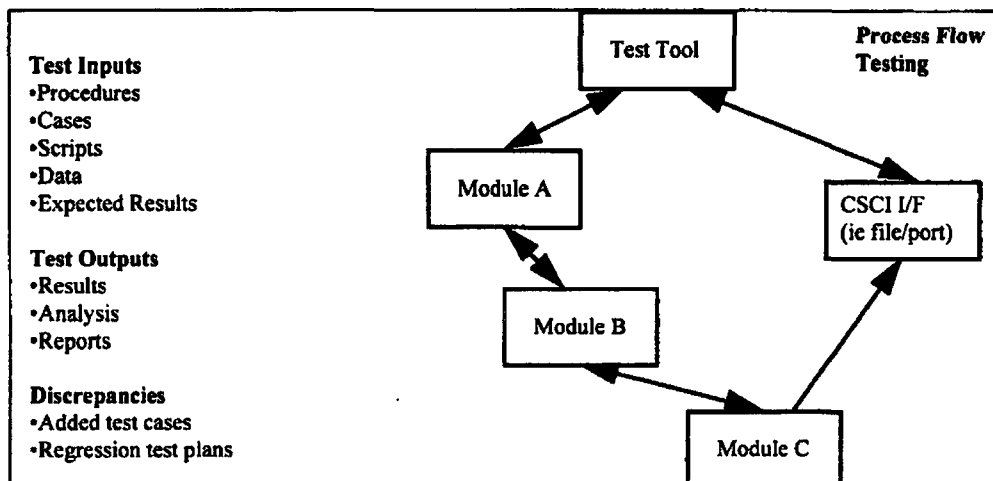 Test Inputs
•Procedures
•Cases
•Scripts
•Data
•Expected Results
Test Outputs
•Results
•Analysis
•Reports
Discrepancies
•Added test cases
•Regression test plans
Test Tool
Process Flow
Testing
Module A
CSCI I/F
(ie file/port)
Module B
Module C